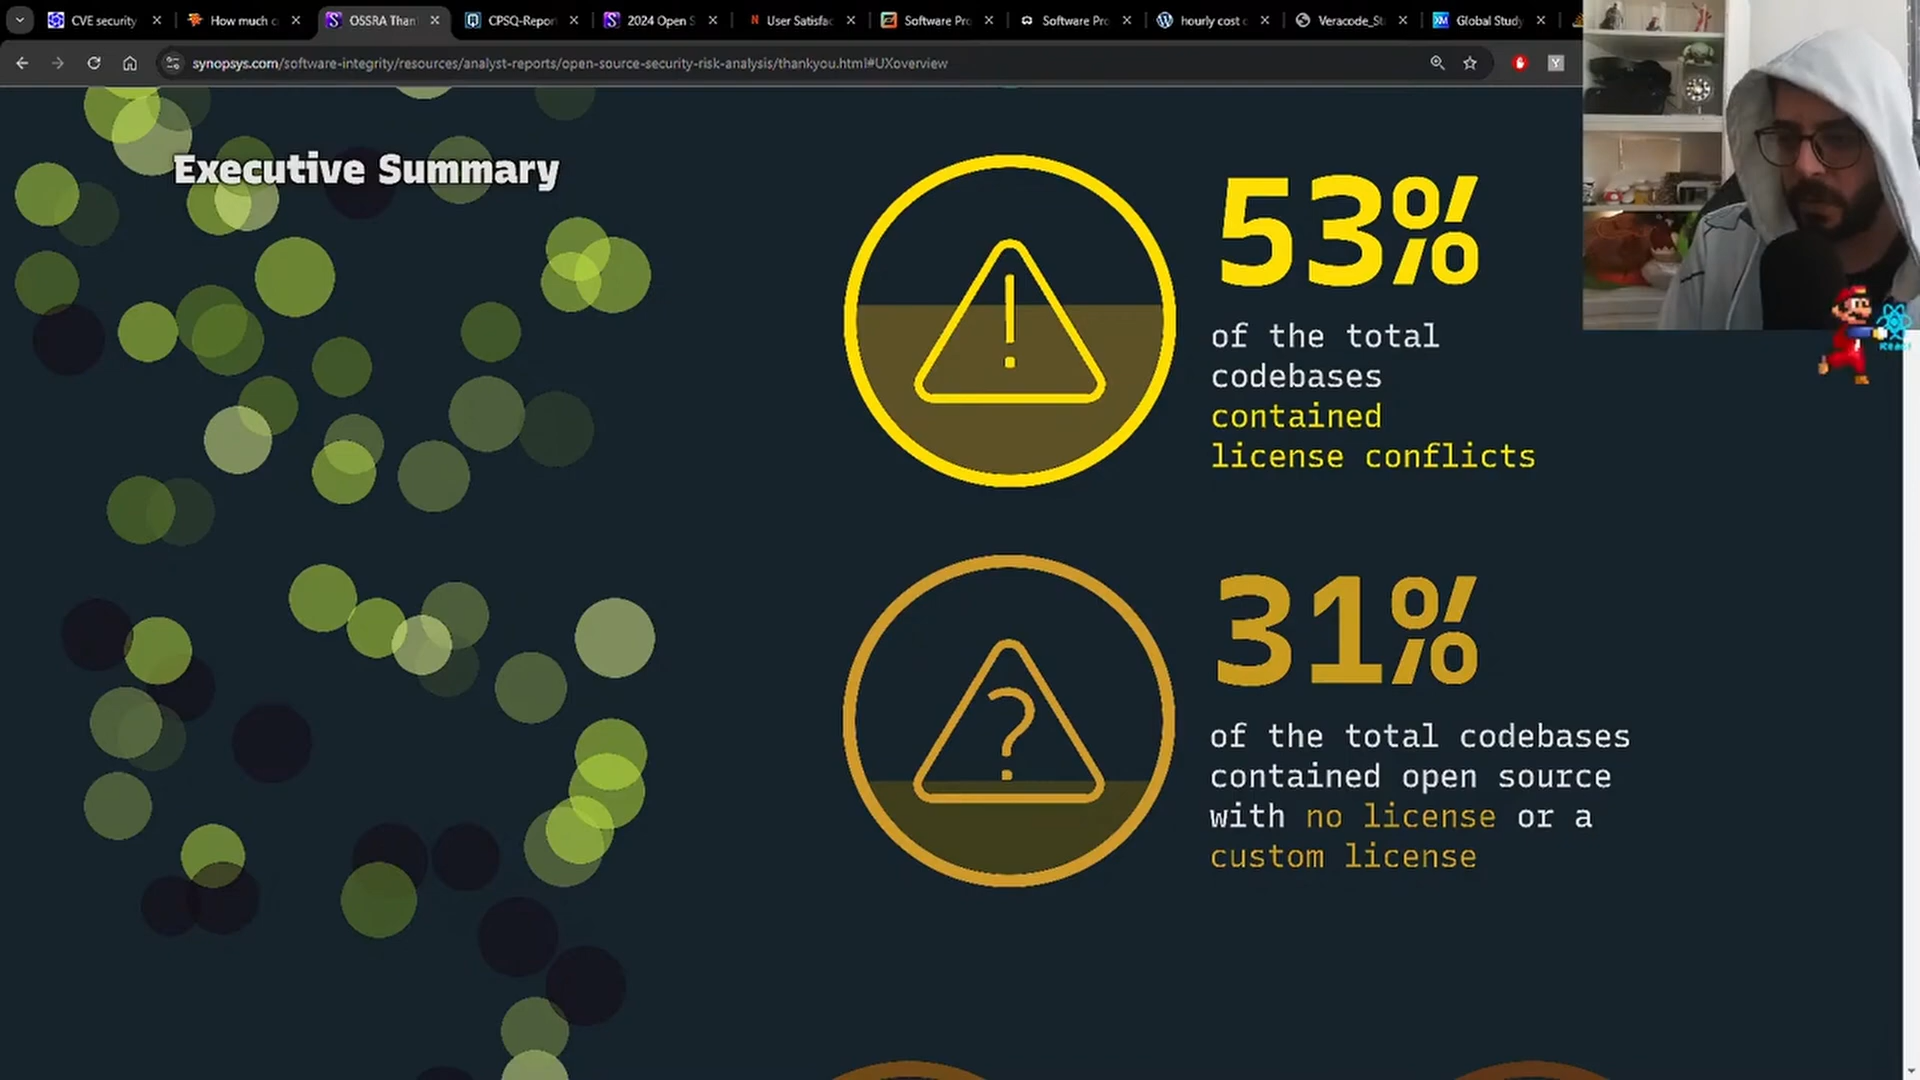 CVE security
How much c
OSSRA Than
CPSQ-Repor
2024 Open S
User Satisfac
Software Pro
Software Pro
hourly cost c
Veracode_St
Global Study
synopsys.com/software-integrity/resources/analyst-reports/open-source-security-risk-analysis/thankyou.html#UXoverview
Executive Summary
53%
of the total
codebases
contained
license conflicts
31%
of the total codebases
contained open source
with no license or a
custom license